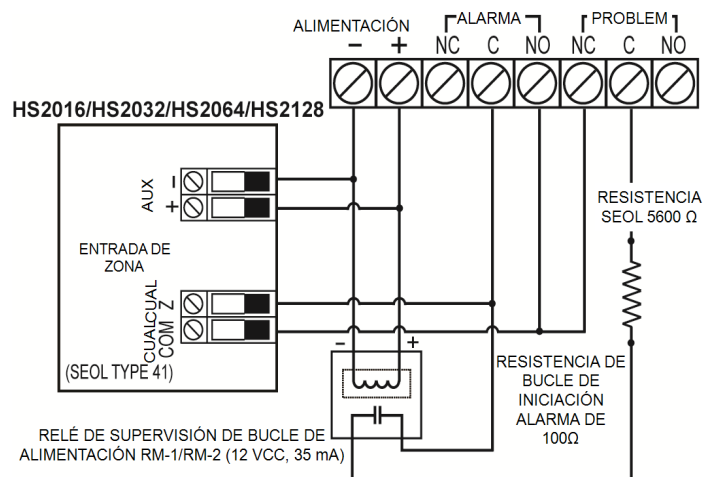 ALIMENTACIÓN
ALARMA
PROBLEM
− + NC C NO NC C NO
HS2016/HS2032/HS2064/HS2128
AUX
−
+
ENTRADA DE
ZONA
CUALCUAL
COM Z
(SEOL TYPE 41)
RESISTENCIA
SEOL 5600 Ω
− +
RESISTENCIA DE
BUCLE DE
INICIACIÓN
ALARMA DE
100Ω
RELÉ DE SUPERVISIÓN DE BUCLE DE
ALIMENTACIÓN RM-1/RM-2 (12 VCC, 35 mA)